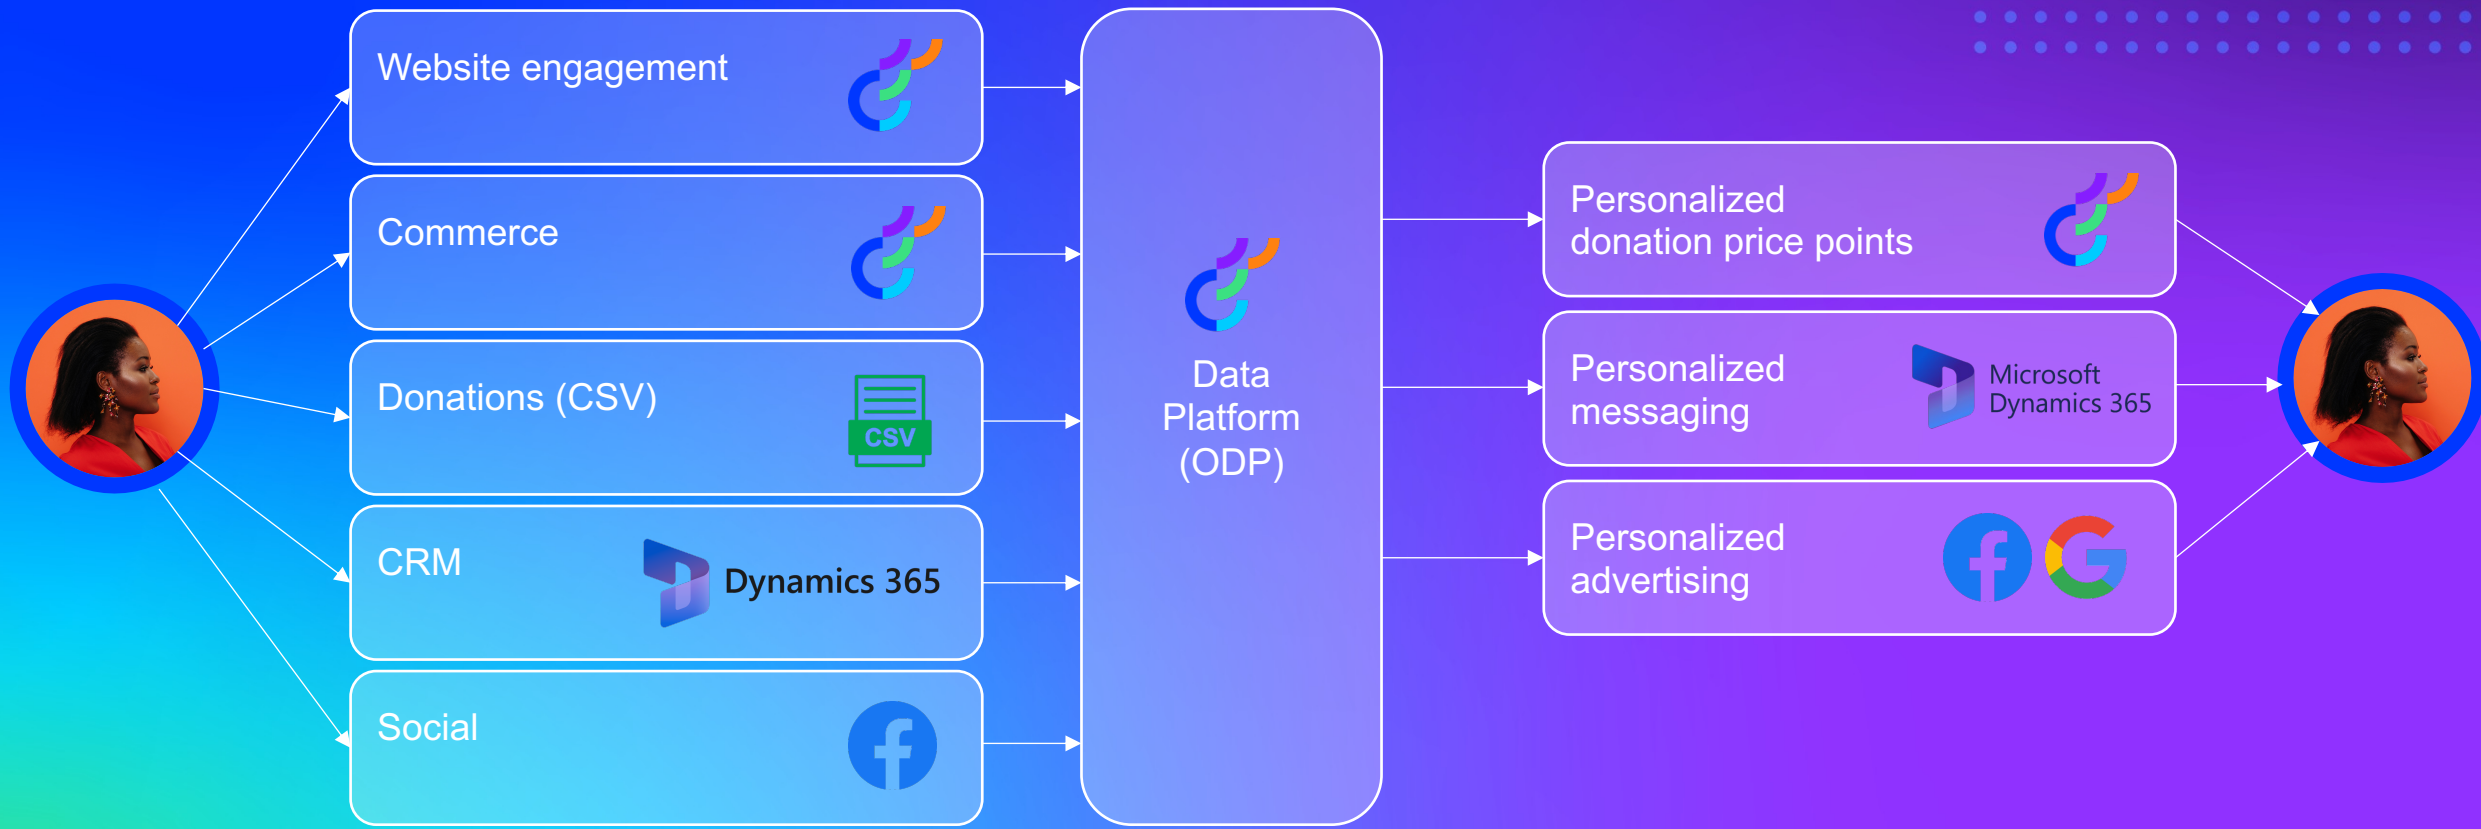 Website engagement
Commerce
Donations (CSV)
CSV
CRM
Dynamics 365
Social
Data
Platform
(ODP)
Personalized
donation price points
Personalized
messaging
Microsoft
Dynamics 365
Personalized
advertising